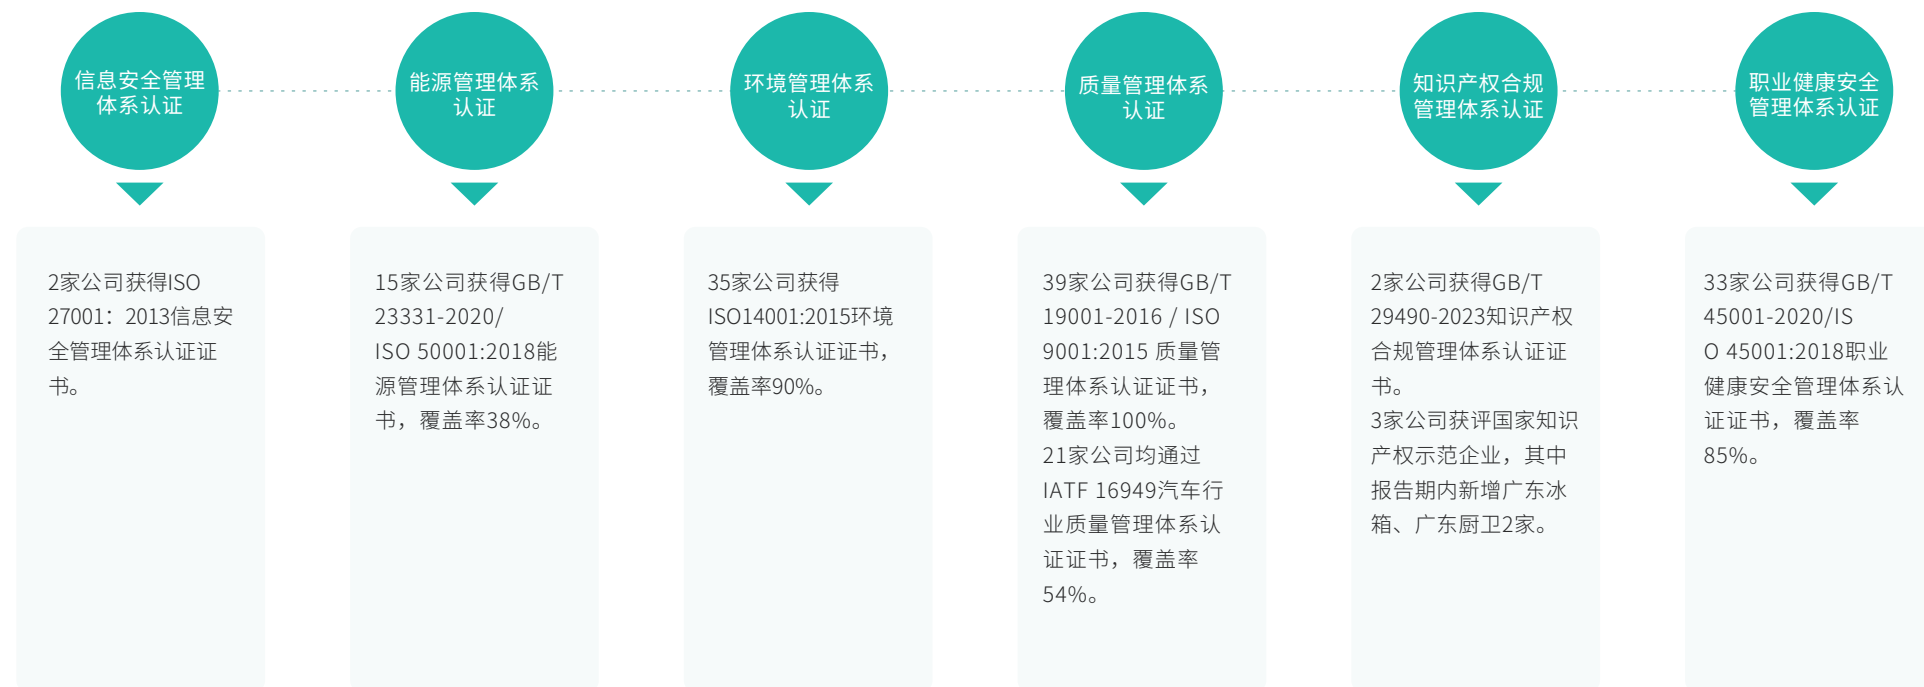 信息安全管理
体系认证
能源管理体系
认证
环境管理体系
认证
质量管理体系
认证
知识产权合规
管理体系认证
职业健康安全
管理体系认证
2家公司获得ISO
27001：2013信息安
全管理体系认证证
书。
15家公司获得GB/T
23331-2020/
ISO 50001:2018能
源管理体系认证证
书，覆盖率38%。
35家公司获得
ISO14001:2015环境
管理体系认证证书，
覆盖率90%。
39家公司获得GB/T
19001-2016 / ISO
9001:2015 质量管
理体系认证证书，
覆盖率100%。
21家公司均通过
IATF 16949汽车行
业质量管理体系认
证证书，覆盖率
54%。
2家公司获得GB/T
29490-2023知识产权
合规管理体系认证证
书。
3家公司获评国家知识
产权示范企业，其中
报告期内新增广东冰
箱、广东厨卫2家。
33家公司获得GB/T
45001-2020/IS
O 45001:2018职业
健康安全管理体系认
证证书，覆盖率
85%。